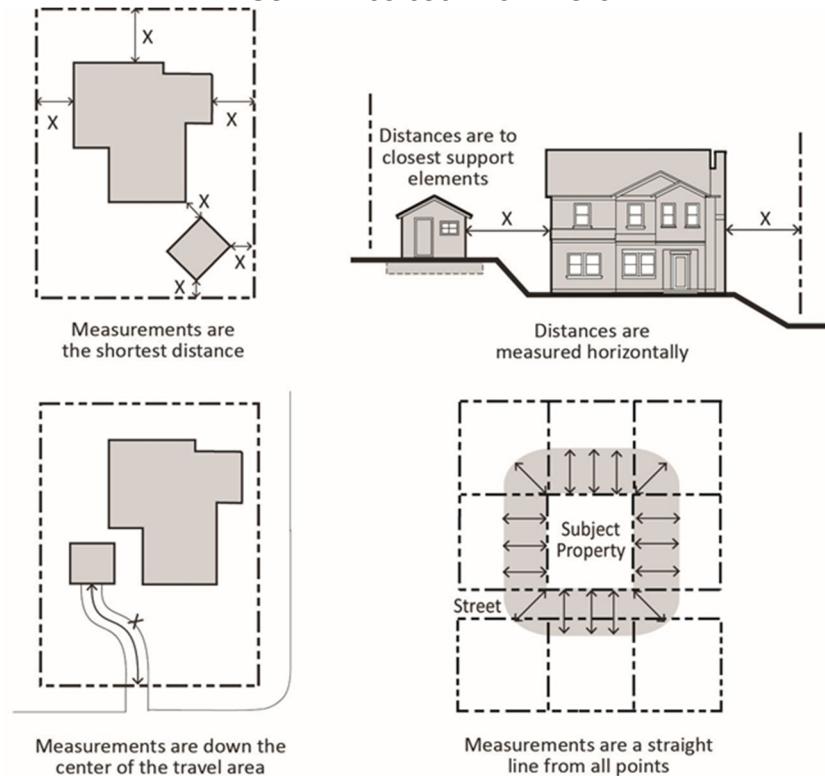 X
X
X
X
X
X
Measurements are
the shortest distance
Distances are to
closest support
elements
X
X
Distances are
measured horizontally
X
Measurements are down the
center of the travel area
Subject
Property
Street
Measurements are a straight
line from all points